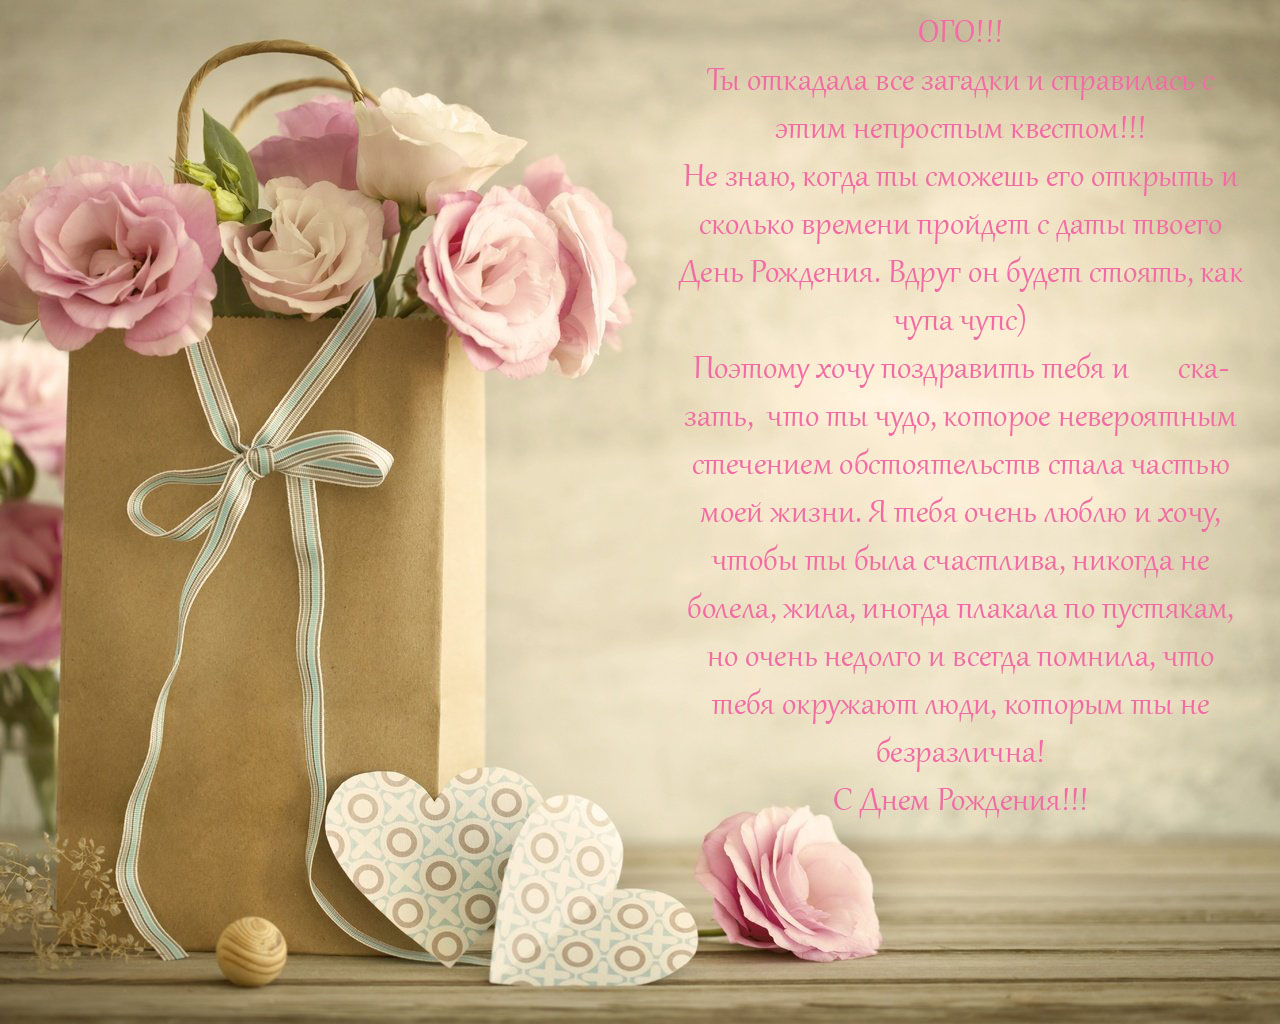 ОГО!!!
Ты откадала все загадки и справилась с
этим непростым квестом!!!
Не знаю, когда ты сможешь его открыть и
сколько времени пройдет с даты твоего
День Рождения. Вдруг он будет стоять, как
чупа чупс)
Поэтому хочу поздравить тебя и ска-
зать, что ты чудо, которое невероятным
стечением обстоятельств стала частью
моей жизни. Я тебя очень люблю и хочу,
чтобы ты была счастлива, никогда не
болела, жила, иногда плакала по пустякам,
но очень недолго и всегда помнила, что
тебя окружают люди, которым ты не
безразлична!
С Днем Рождения!!!